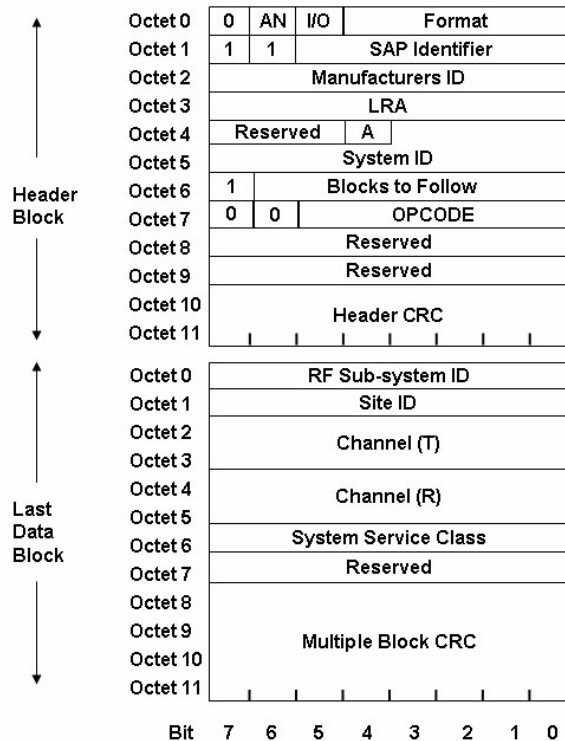 Octet 0 0 AN I/O Format
Octet 1 1 1 SAP Identifier
Octet 2 Manufacturers ID
Octet 3 LRA
Octet 4 Reserved A
Octet 5 System ID
Octet 6 1 Blocks to Follow
Octet 7 0 0 OPCODE
Octet 8 Reserved
Octet 9 Reserved
Octet 10
Header CRC
Octet 11
Header
Block
Octet 0 RF Sub-system ID
Octet 1 Site ID
Octet 2
Channel (T)
Octet 3
Octet 4
Channel (R)
Octet 5
Octet 6 System Service Class
Octet 7 Reserved
Octet 8
Octet 9
Multiple Block CRC
Octet 10
Octet 11
Last
Data
Block
Bit 7 6 5 4 3 2 1 0